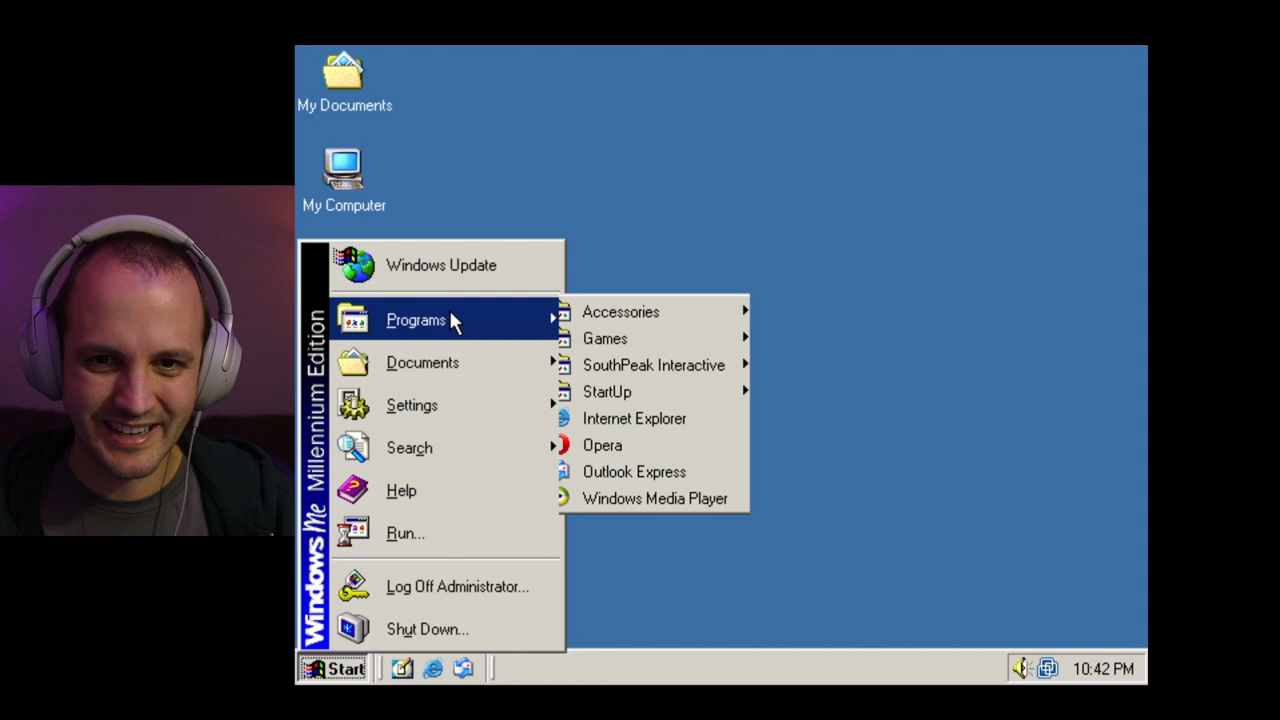 My Documents
My Computer
Windows Update
Programs
Documents
Settings
Search
Help
Run...
Log Off Administrator...
Shut Down...
Windows Me Millennium Edition
Accessories
Games
SouthPeak Interactive
StartUp
Internet Explorer
Opera
Outlook Express
Windows Media Player
Start
10:42 PM